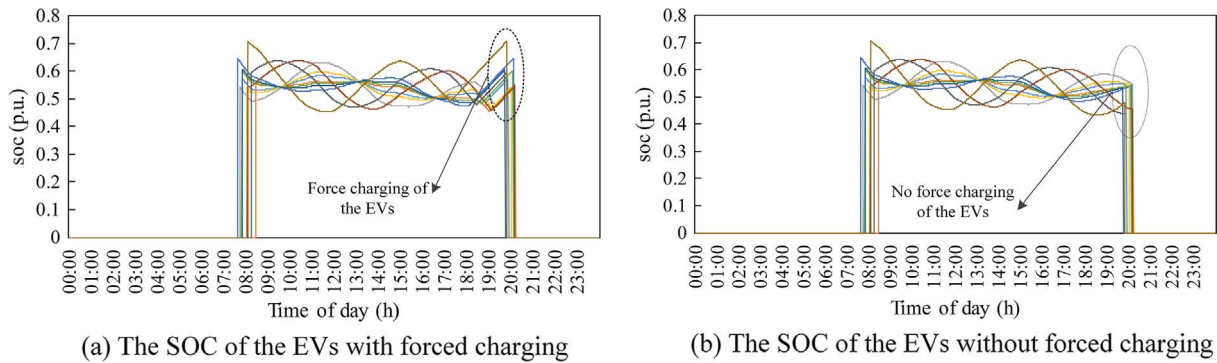 0.8
0.7
0.6
0.5
0.4
0.3
0.2
0.1
0
soc (p.u.)
Force charging of
the EVs
00:00 01:00 02:00 03:00 04:00 05:00 06:00 07:00 08:00 09:00 10:00 11:00 12:00 13:00 14:00 15:00 16:00 17:00 18:00 19:00 20:00 21:00 22:00 23:00
Time of day (h)
(a) The SOC of the EVs with forced charging
0.8
0.7
0.6
0.5
0.4
0.3
0.2
0.1
0
soc (p.u.)
No force charging
of the EVs
00:00 01:00 02:00 03:00 04:00 05:00 06:00 07:00 08:00 09:00 10:00 11:00 12:00 13:00 14:00 15:00 16:00 17:00 18:00 19:00 20:00 21:00 22:00 23:00
Time of day (h)
(b) The SOC of the EVs without forced charging